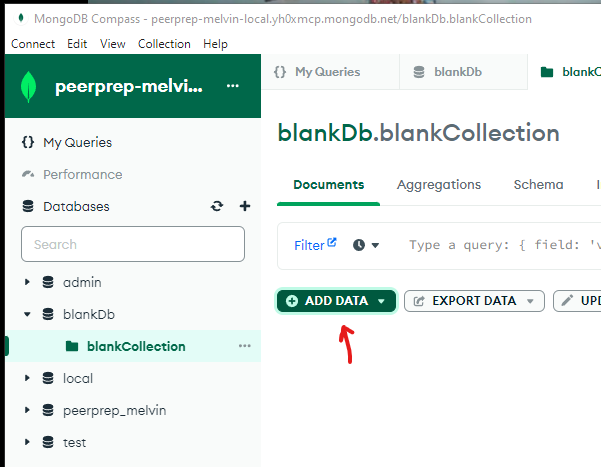 MongoDB Compass - peerprep-melvin-local.yh0xmcp.mongodb.net/blankDb.blankCollection
Connect Edit View Collection Help
peerprep-melvi... ...
{} My Queries
Performance
Databases
Search
admin
blankDb
blankCollection ...
local
peerprep_melvin
test
{} My Queries blankDb blankC
blankDb.blankCollection
Documents Aggregations Schema
Filter Type a query: { field: 'v
ADD DATA EXPORT DATA UPD